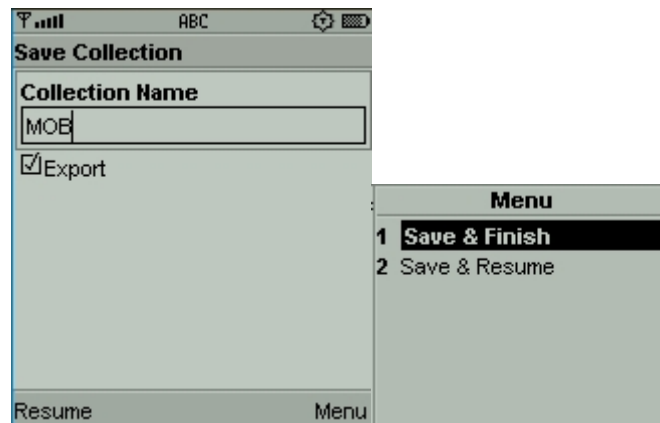 ABC
Save Collection
Collection Name
MOB
Export
Resume Menu
Menu
1 Save & Finish
2 Save & Resume